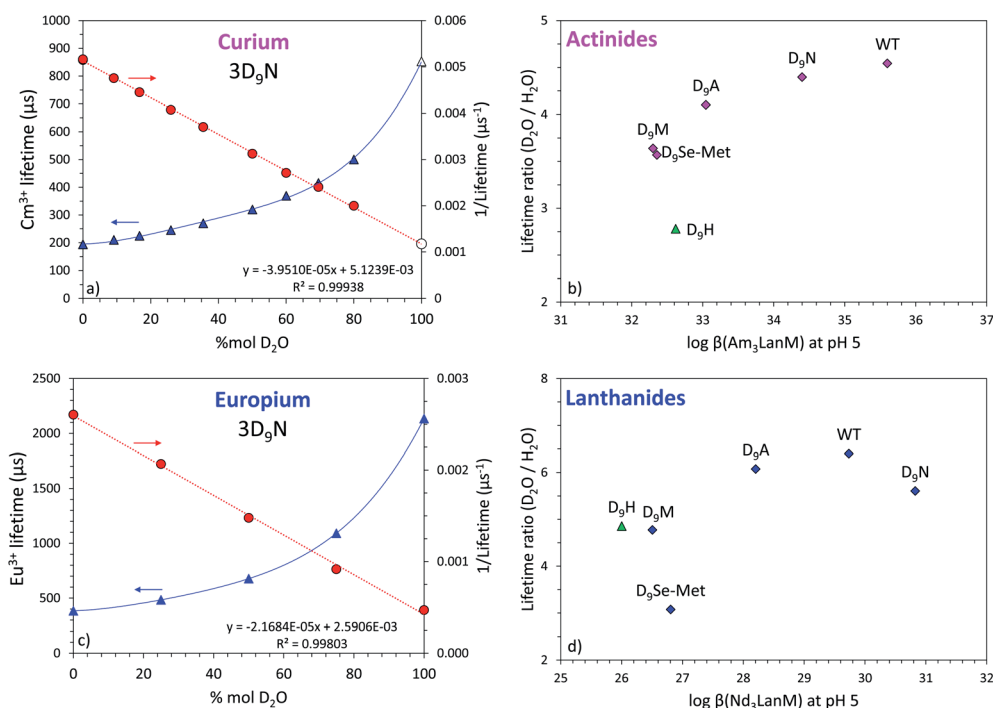 Curium
3D₉N
1000
900
800
700
600
500
400
300
200
100
0
Cm³⁺ lifetime (µs)
0.006
0.005
0.004
0.003
0.002
0.001
0
1/Lifetime (µs⁻¹)
y = -3.9510E-05x + 5.1239E-03
R² = 0.99938
a)
0 20 40 60 80 100
%mol D₂O
Actinides
5
4
3
2
Lifetime ratio (D₂O / H₂O)
WT
D₉N
D₉A
D₉M
D₉Se-Met
D₉H
b)
31 32 33 34 35 36 37
log β(Am₃LanM) at pH 5
Europium
3D₉N
2500
2000
1500
1000
500
0
Eu³⁺ lifetime (µs)
0.003
0.002
0.001
0.000
1/Lifetime (µs⁻¹)
y = -2.1684E-05x + 2.5906E-03
R² = 0.99803
c)
0 20 40 60 80 100
% mol D₂O
Lanthanides
8
6
4
2
Lifetime ratio (D₂O / H₂O)
WT
D₉A
D₉N
D₉H
D₉M
D₉Se-Met
d)
25 26 27 28 29 30 31 32
log β(Nd₃LanM) at pH 5